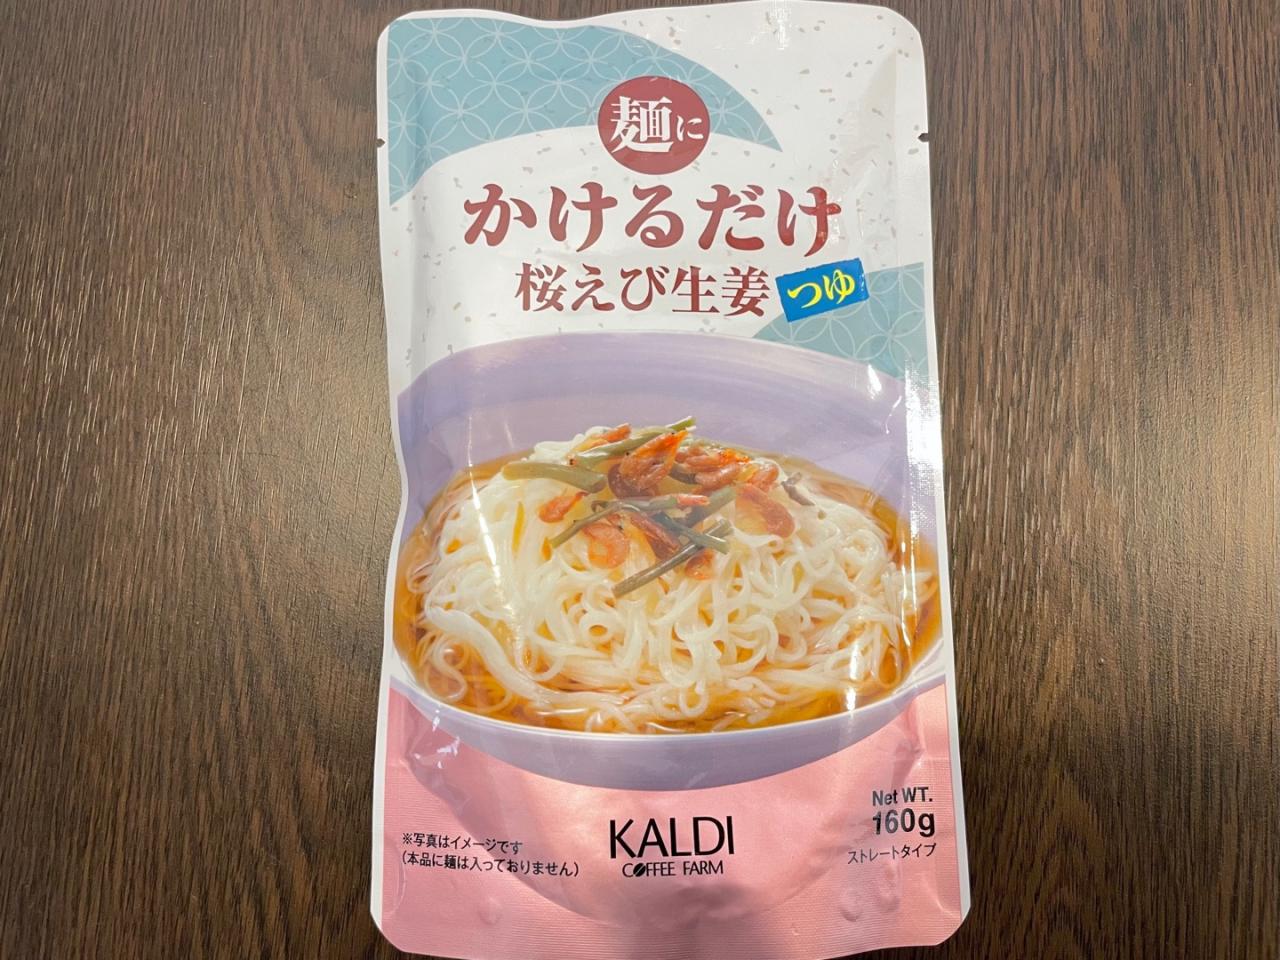 麺に
かけるだけ
桜えび生姜つゆ
Net WT.
160g
ストレートタイプ
※写真はイメージです
（本品に麺は入っておりません）
KALDI
COFFEE FARM